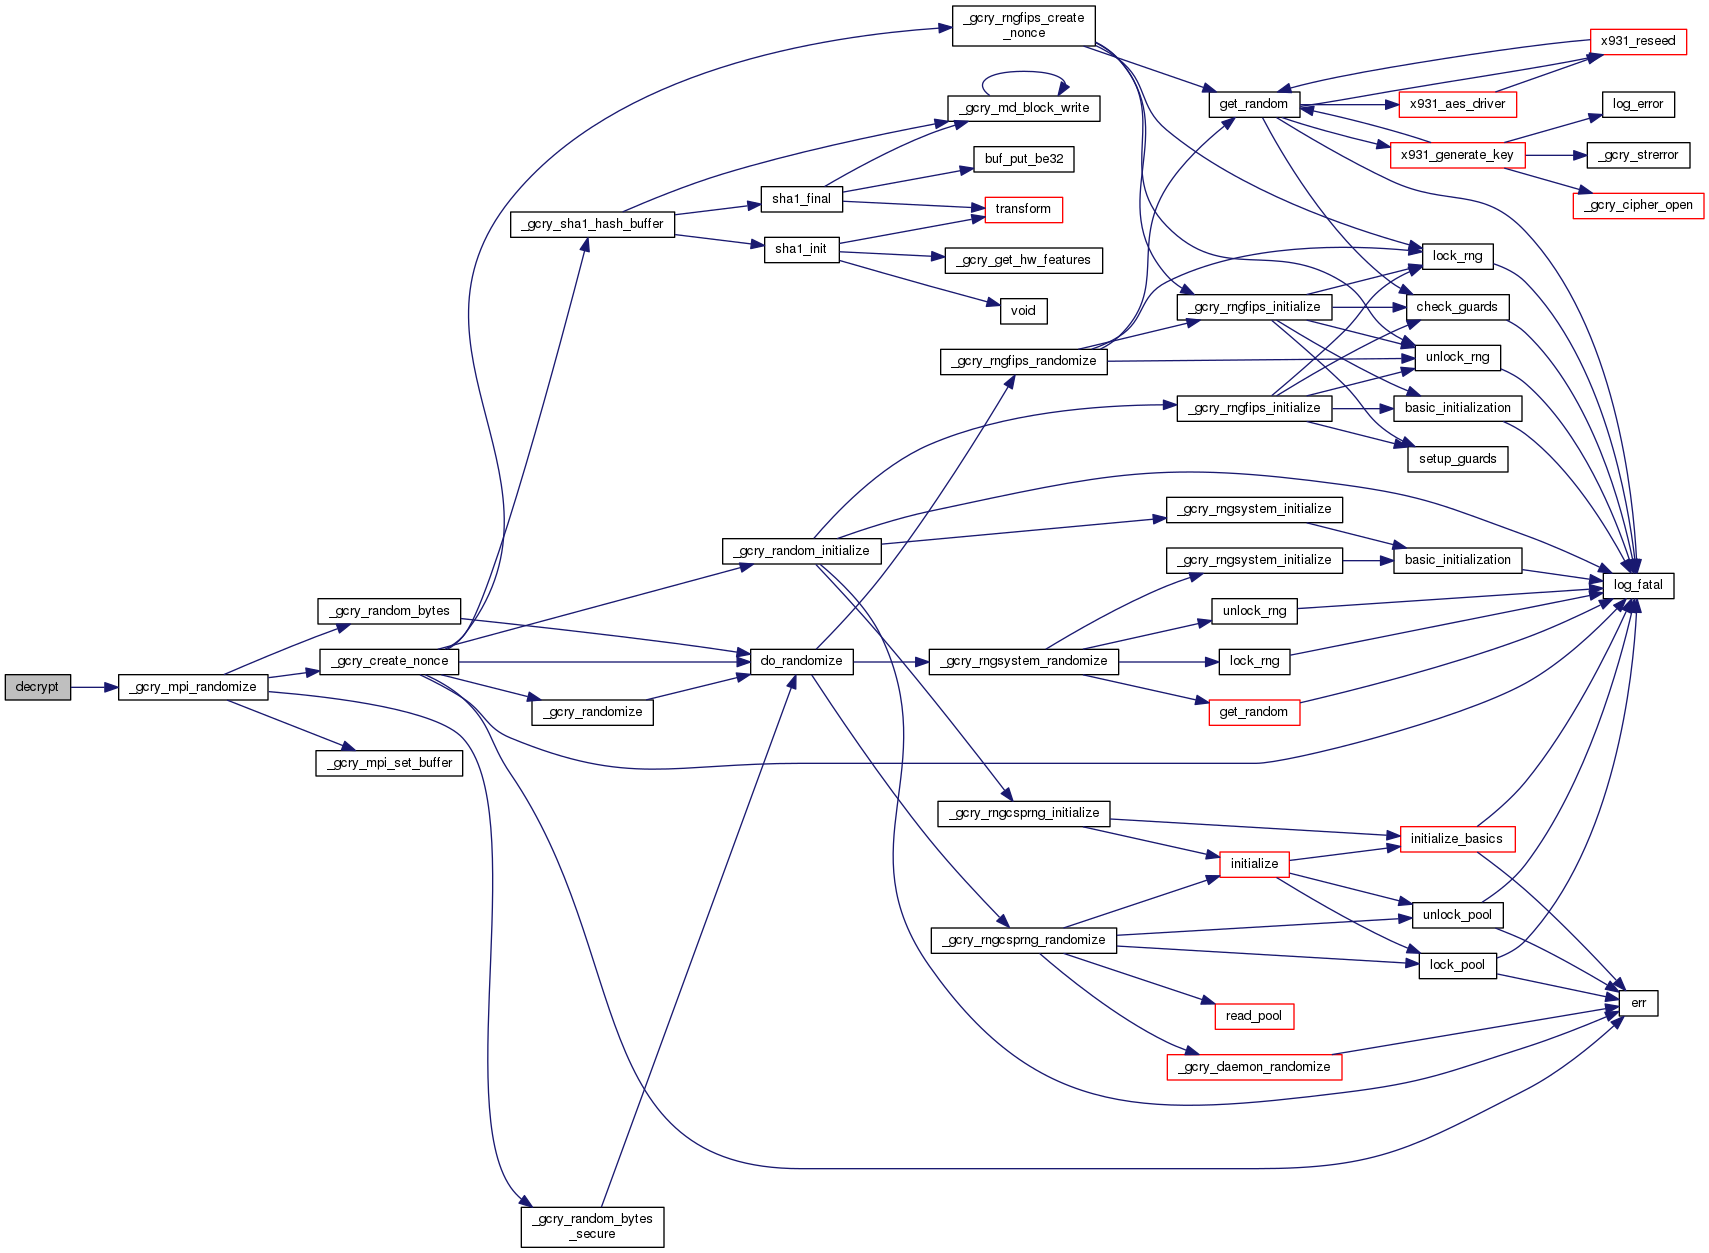 decrypt
_gcry_mpi_randomize
_gcry_random_bytes
_gcry_create_nonce
_gcry_mpi_set_buffer
_gcry_sha1_hash_buffer
_gcry_randomize
_gcry_random_bytes
_secure
sha1_final
sha1_init
_gcry_random_initialize
do_randomize
_gcry_rngfips_create
_nonce
_gcry_md_block_write
buf_put_be32
transform
_gcry_get_hw_features
void
_gcry_rngfips_randomize
_gcry_rngsystem_randomize
_gcry_rngcsprng_initialize
_gcry_rngcsprng_randomize
get_random
_gcry_rngfips_initialize
_gcry_rngfips_initialize
_gcry_rngsystem_initialize
_gcry_rngsystem_initialize
unlock_rng
lock_rng
get_random
initialize
read_pool
_gcry_daemon_randomize
x931_aes_driver
x931_generate_key
lock_rng
check_guards
unlock_rng
basic_initialization
setup_guards
basic_initialization
initialize_basics
unlock_pool
lock_pool
x931_reseed
log_error
_gcry_strerror
_gcry_cipher_open
log_fatal
err